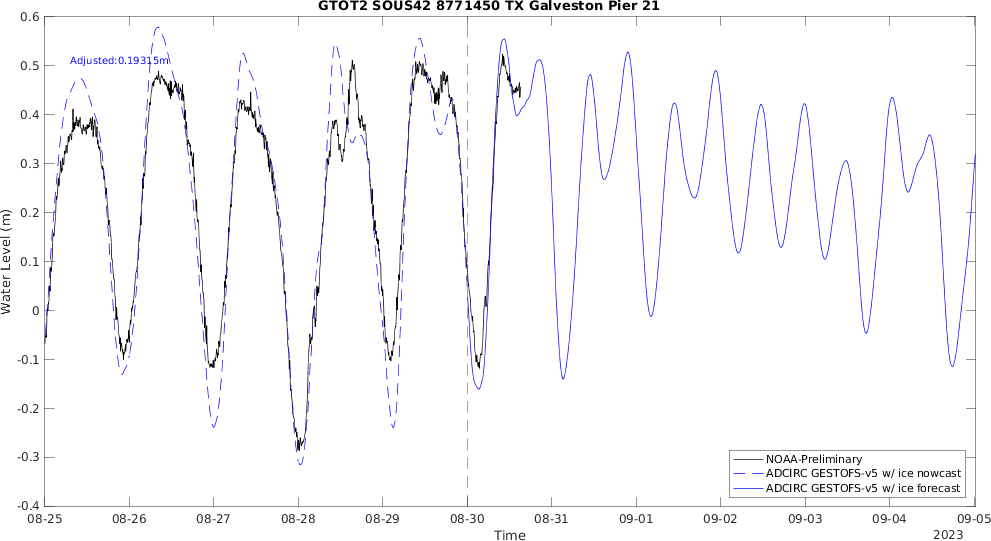 GTOT2 SOUS42 8771450 TX Galveston Pier 21
0.6
Adjusted:0.19315m
0.5
0.4
0.3
0.2
0.1
0
-0.1
-0.2
-0.3
-0.4
Water Level (m)
NOAA-Preliminary
ADCIRC GESTOFS-v5 w/ ice nowcast
ADCIRC GESTOFS-v5 w/ ice forecast
08-25 08-26 08-27 08-28 08-29 08-30 08-31 09-01 09-02 09-03 09-04 09-05
Time
2023